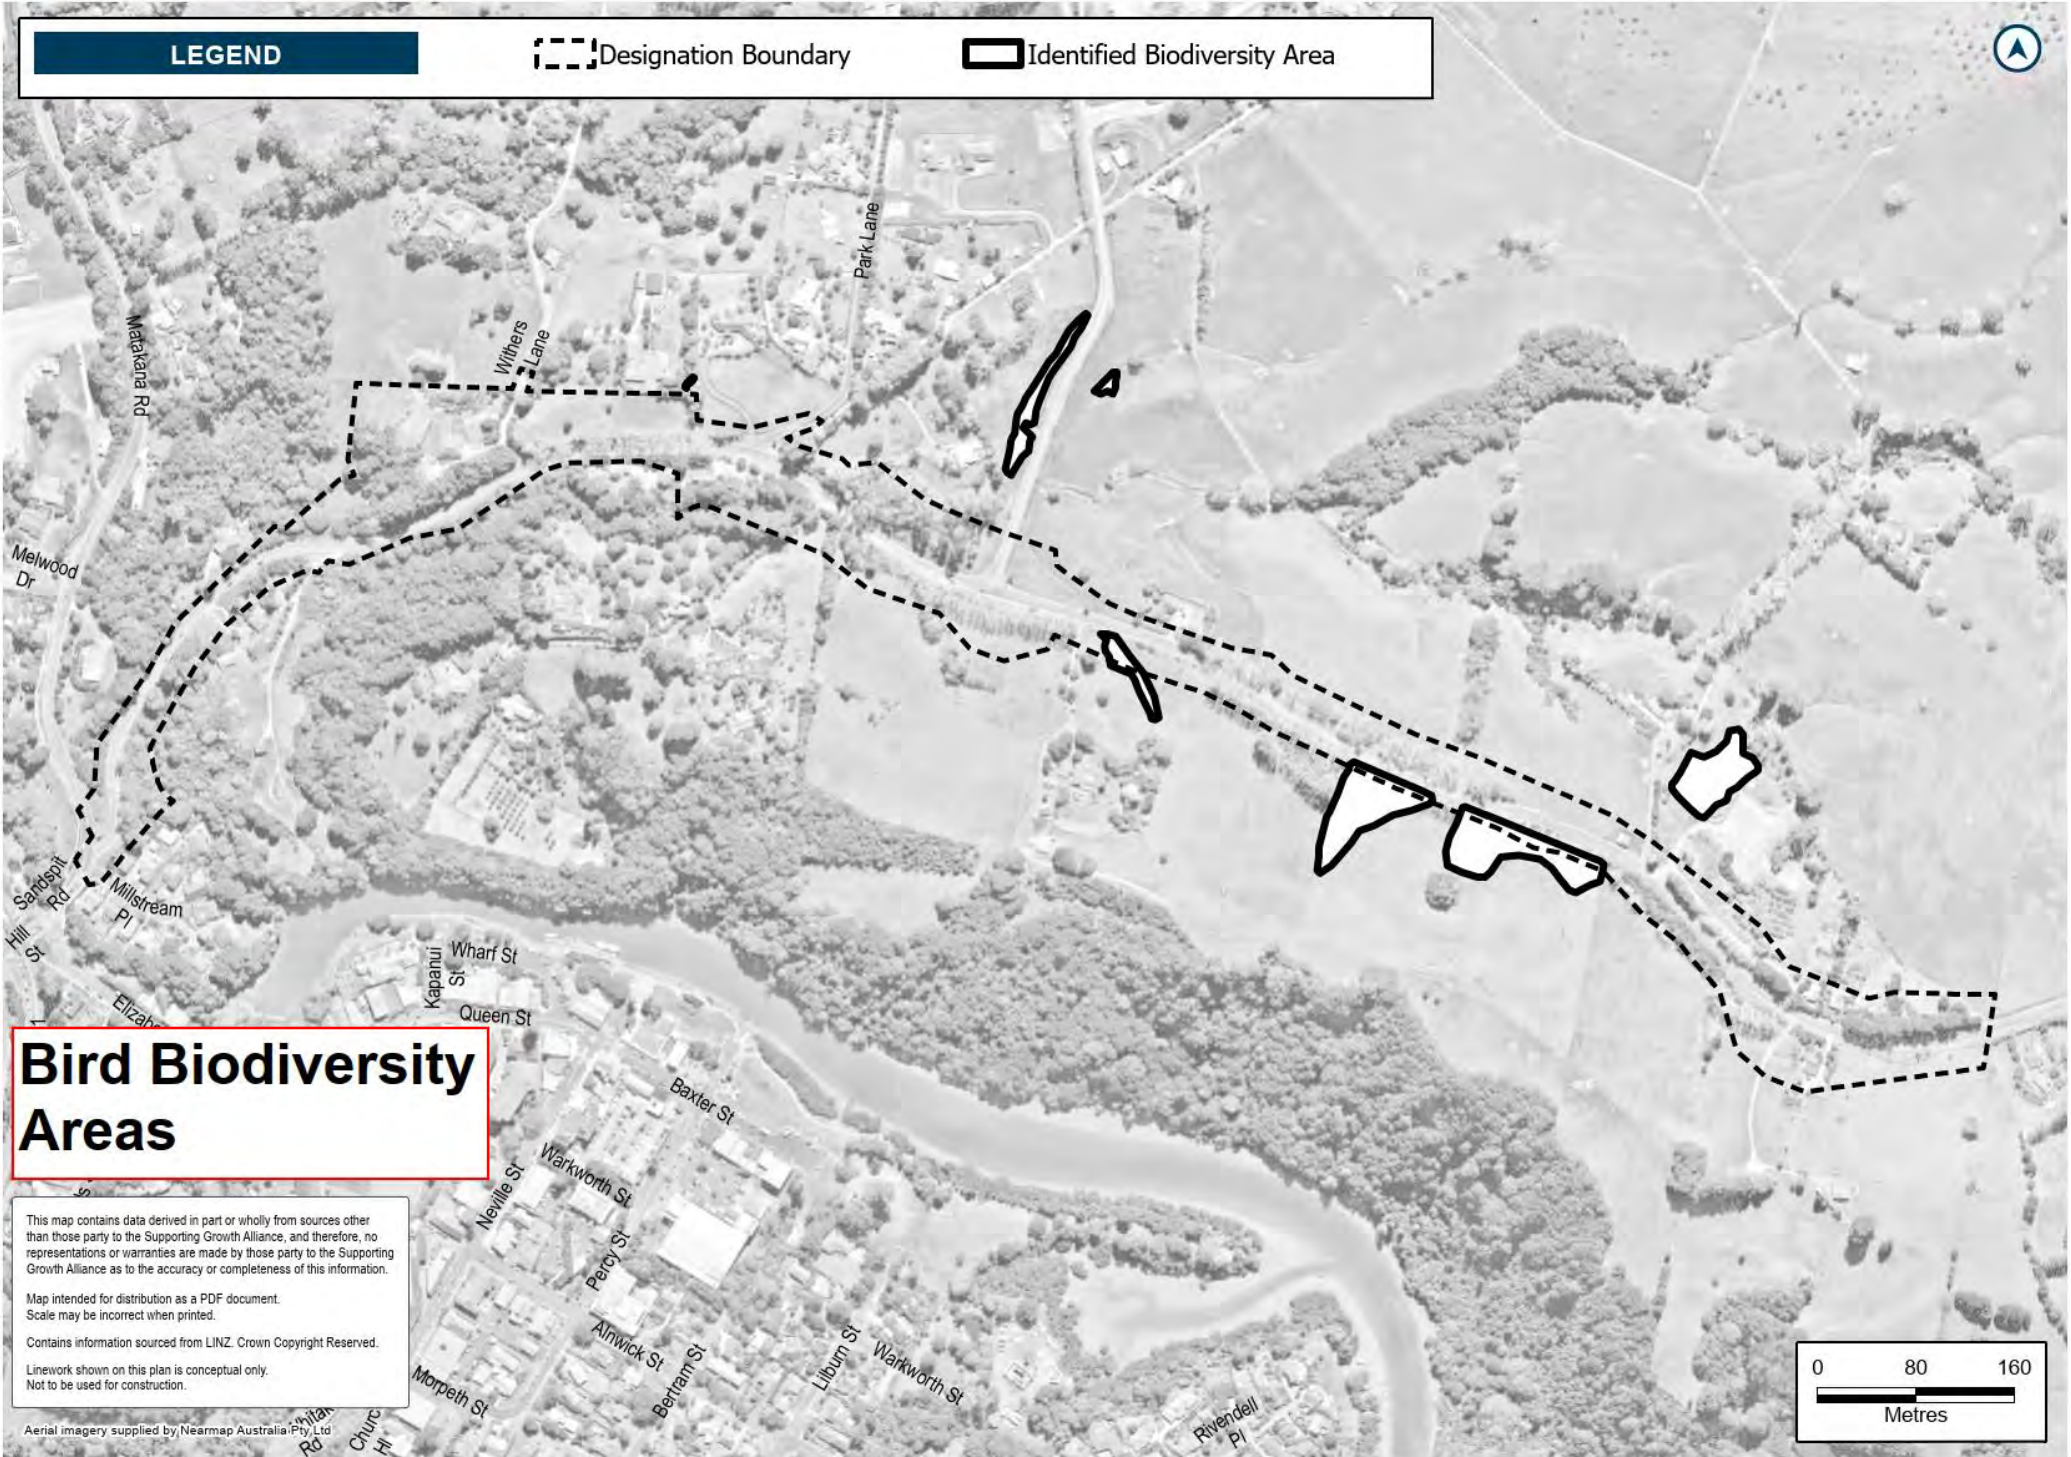 LEGEND
Designation Boundary
Identified Biodiversity Area
Park Lane
Withers
Lane
Matakana Rd
Melwood
Dr
Sandspit
Rd
Millstream
Pl
Hill
St
Wharf St
Kapanui
St
Queen St
Elizabe
1
Bird Biodiversity
Areas
Baxter St
Neville St
Warkworth St
Percy St
Alnwick St
Bertram St
Lilburn St
Warkworth St
Morpeth St
Rivendell
Pl
This map contains data derived in part or wholly from sources other
than those party to the Supporting Growth Alliance, and therefore, no
representations or warranties are made by those party to the Supporting
Growth Alliance as to the accuracy or completeness of this information.
Map intended for distribution as a PDF document.
Scale may be incorrect when printed.
Contains information sourced from LINZ. Crown Copyright Reserved.
Linework shown on this plan is conceptual only.
Not to be used for construction.
Aerial imagery supplied by Nearmap Australia Pty Ltd
Rd
Churc
Hl
0 80 160
Metres